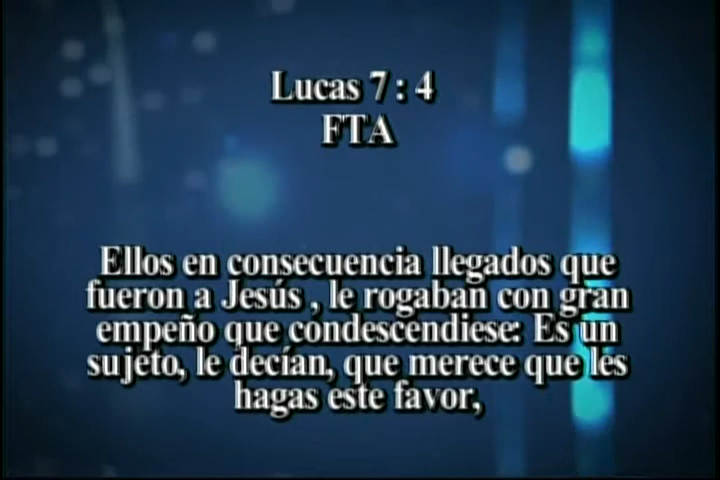 Lucas 7 : 4
FTA
Ellos en consecuencia llegados que
fueron a Jesús , le rogaban con gran
empeño que condescendiese: Es un
sujeto, le decían, que merece que les
hagas este favor,